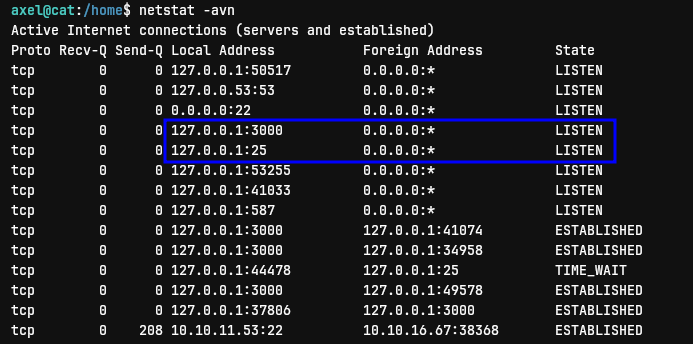 axel@cat:/home$ netstat -avn
Active Internet connections (servers and established)
Proto Recv-Q Send-Q Local Address           Foreign Address         State
tcp        0      0 127.0.0.1:50517         0.0.0.0:*               LISTEN
tcp        0      0 127.0.0.53:53           0.0.0.0:*               LISTEN
tcp        0      0 0.0.0.0:22              0.0.0.0:*               LISTEN
tcp        0      0 127.0.0.1:3000          0.0.0.0:*               LISTEN
tcp        0      0 127.0.0.1:25            0.0.0.0:*               LISTEN
tcp        0      0 127.0.0.1:53255         0.0.0.0:*               LISTEN
tcp        0      0 127.0.0.1:41033         0.0.0.0:*               LISTEN
tcp        0      0 127.0.0.1:587           0.0.0.0:*               LISTEN
tcp        0      0 127.0.0.1:3000          127.0.0.1:41074         ESTABLISHED
tcp        0      0 127.0.0.1:3000          127.0.0.1:34958         ESTABLISHED
tcp        0      0 127.0.0.1:44478         127.0.0.1:25            TIME_WAIT
tcp        0      0 127.0.0.1:3000          127.0.0.1:49578         ESTABLISHED
tcp        0      0 127.0.0.1:37806         127.0.0.1:3000          ESTABLISHED
tcp        0    208 10.10.11.53:22          10.10.16.67:38368       ESTABLISHED